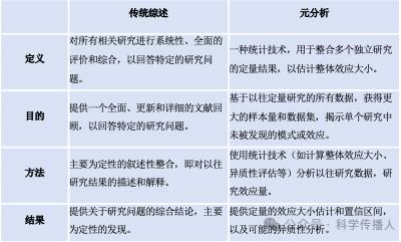 传统综述
元分析
定义
对所有相关研究进行系统性、全面的
评价和综合，以回答特定的研究问
题。
一种统计技术，用于整合多个独立研究
的定量结果，以估计整体效应大小。
目的
提供一个全面、更新和详细的文献回
顾，以回答特定的研究问题。
基于以往定量研究的所有数据，获得更
大的样本量和数据集，揭示单个研究中
未被发现的模式或效应。
方法
主要为定性的叙述性整合，即对以往
研究结果的描述和解释。
使用统计技术（如计算整体效应大小、
异质性评估等）分析以往研究数据，研
究效应量。
结果
提供关于研究问题的综合结论，主要
为定性的发现。
提供定量的效应大小估计和置信区间，
以及可能的异质性分析。
公众号 · 科学传播人